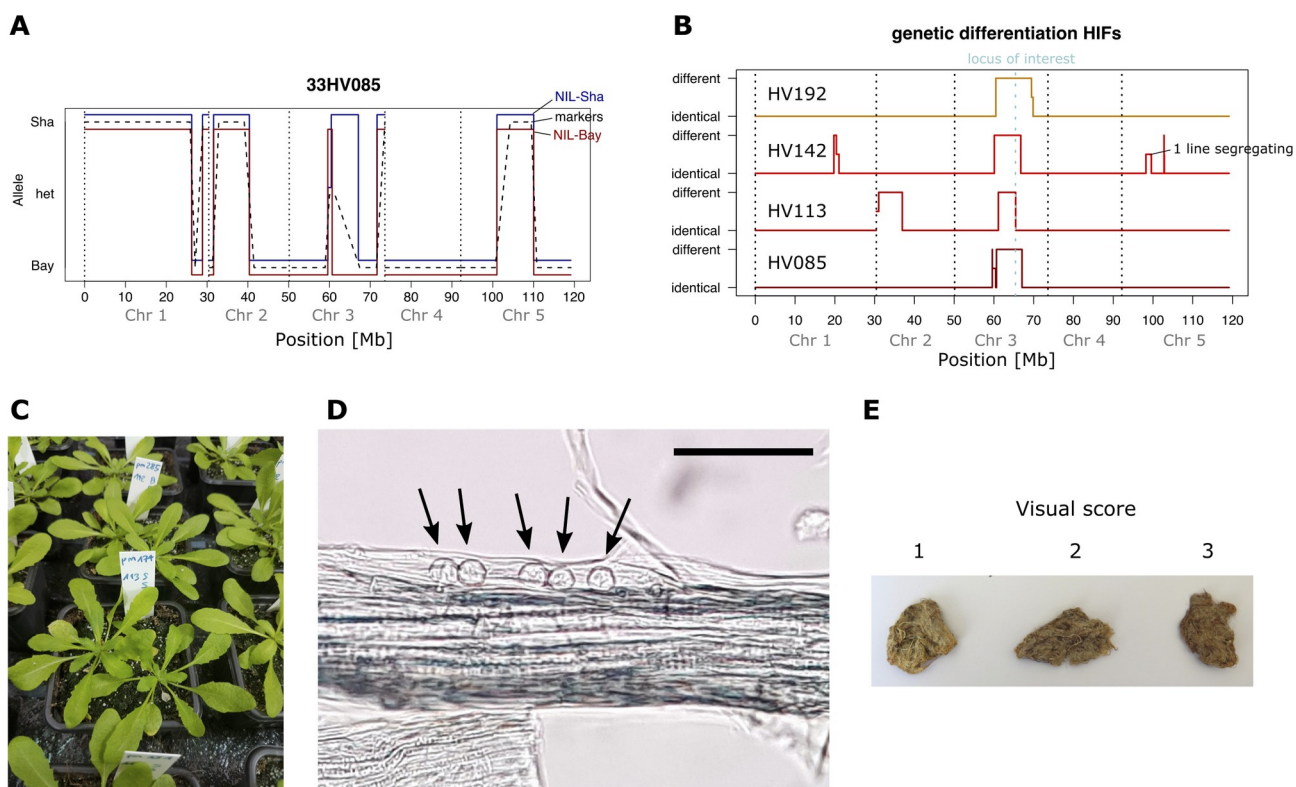 A
33HV085
NIL-Sha
markers
NIL-Bay
Allele
Sha
het
Bay
0 10 20 30 40 50 60 70 80 90 100 110 120
Chr 1 Chr 2 Chr 3 Chr 4 Chr 5
Position [Mb]
B
genetic differentiation HIFs
locus of interest
different
identical
HV192
different
identical
HV142
1 line segregating
different
identical
HV113
different
identical
HV085
0 10 20 30 40 50 60 70 80 90 100 110 120
Chr 1 Chr 2 Chr 3 Chr 4 Chr 5
Position [Mb]
C
D
E
Visual score
1 2 3